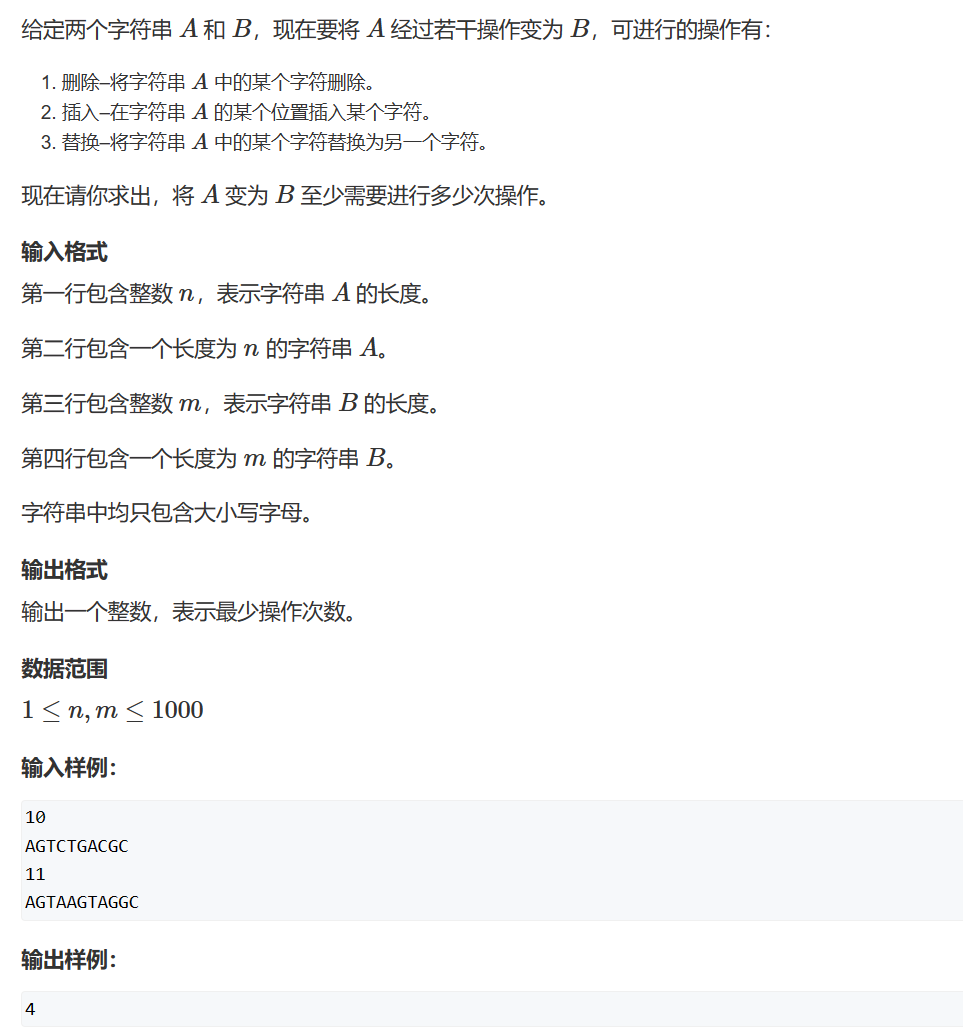 给定两个字符串 A 和 B，现在要将 A 经过若干操作变为 B，可进行的操作有：
1. 删除–将字符串 A 中的某个字符删除。
2. 插入–在字符串 A 的某个位置插入某个字符。
3. 替换–将字符串 A 中的某个字符替换为另一个字符。
现在请你求出，将 A 变为 B 至少需要进行多少次操作。
输入格式
第一行包含整数 n，表示字符串 A 的长度。
第二行包含一个长度为 n 的字符串 A。
第三行包含整数 m，表示字符串 B 的长度。
第四行包含一个长度为 m 的字符串 B。
字符串中均只包含大小写字母。
输出格式
输出一个整数，表示最少操作次数。
数据范围
1 ≤ n, m ≤ 1000
输入样例：
10
AGTCTGACGC
11
AGTAAGTAGGC
输出样例：
4